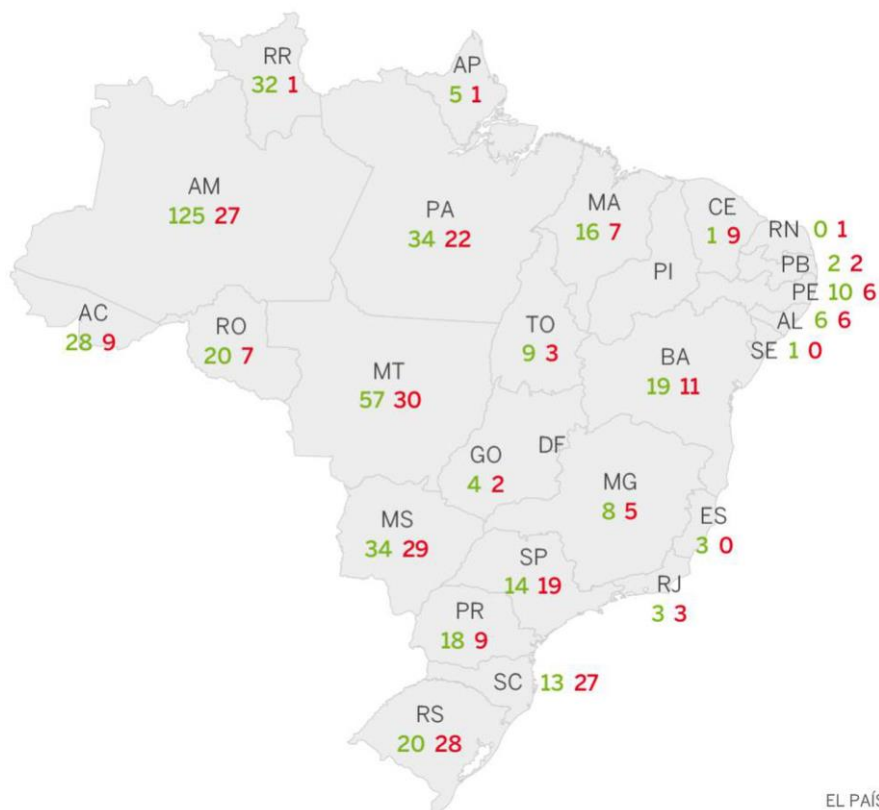 RR
32 1
AP
5 1
AM
125 27
PA
34 22
MA
16 7
CE
1 9
RN 0 1
PB 2 2
PE 10 6
AL 6 6
SE 1 0
PI
AC
28 9
RO
20 7
TO
9 3
BA
19 11
MT
57 30
GO
4 2
DF
MG
8 5
ES
3 0
MS
34 29
SP
14 19
RJ
3 3
PR
18 9
SC 13 27
RS
20 28
EL PAÍS